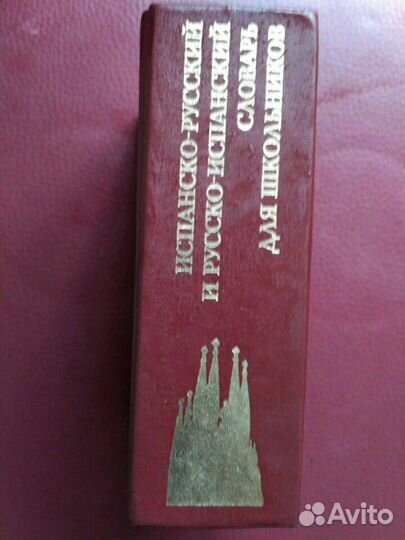 ИСПАНСКО-РУССКИЙ
И РУССКО-ИСПАНСКИЙ
СЛОВАРЬ
ДЛЯ ШКОЛЬНИКОВ
Avito